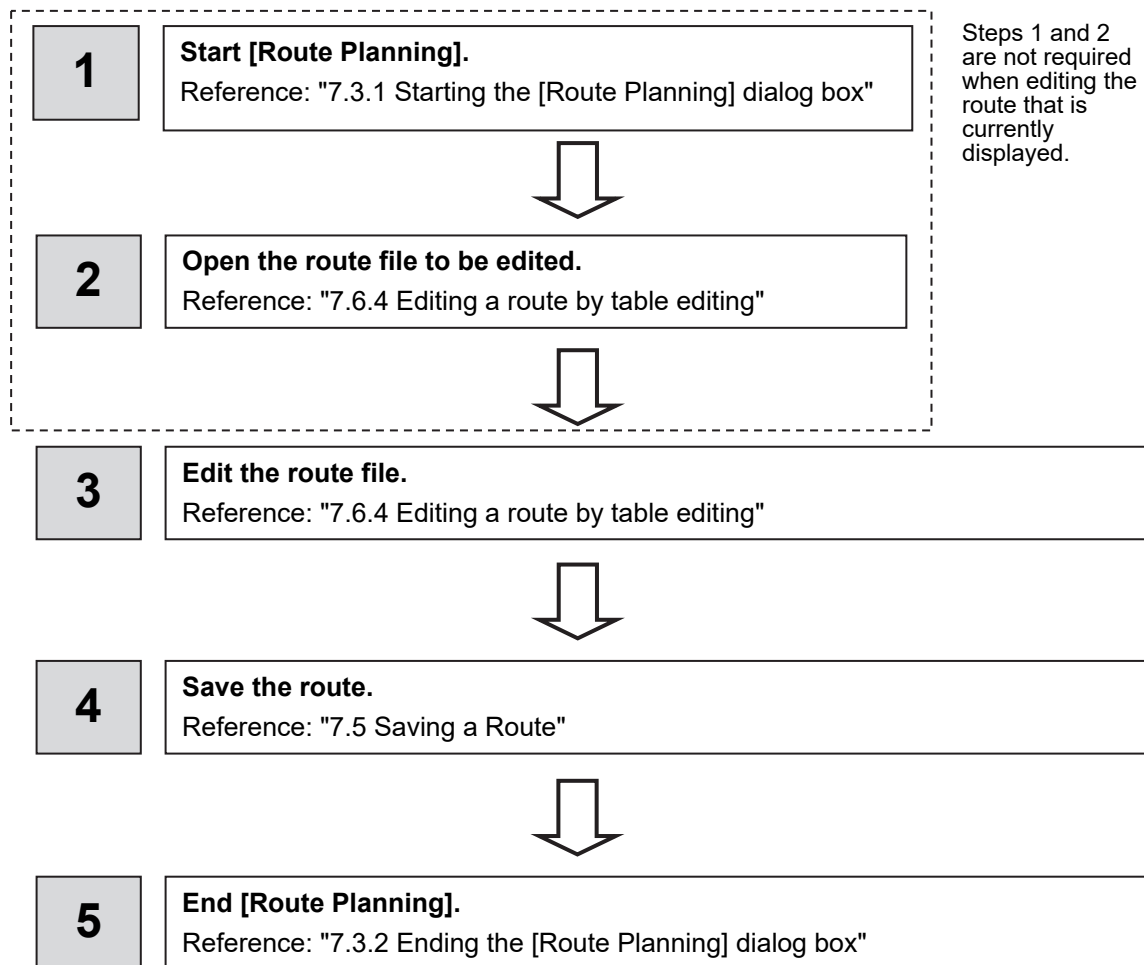 1
Start [Route Planning].
Reference: "7.3.1 Starting the [Route Planning] dialog box"
Steps 1 and 2
are not required
when editing the
route that is
currently
displayed.
2
Open the route file to be edited.
Reference: "7.6.4 Editing a route by table editing"
3
Edit the route file.
Reference: "7.6.4 Editing a route by table editing"
4
Save the route.
Reference: "7.5 Saving a Route"
5
End [Route Planning].
Reference: "7.3.2 Ending the [Route Planning] dialog box"